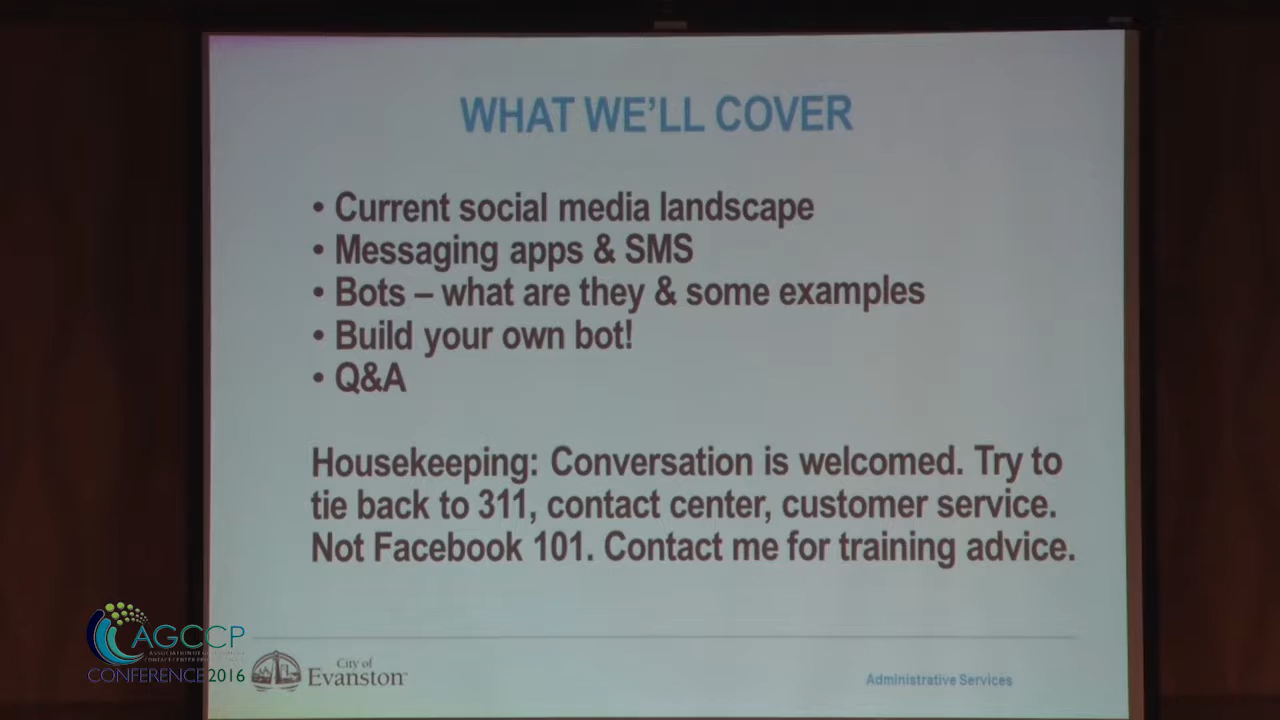 WHAT WE'LL COVER
• Current social media landscape
• Messaging apps & SMS
• Bots – what are they & some examples
• Build your own bot!
• Q&A
Housekeeping: Conversation is welcomed. Try to
tie back to 311, contact center, customer service.
Not Facebook 101. Contact me for training advice.
AGCCP
CONFERENCE 2016
City of
Evanston™
Administrative Services